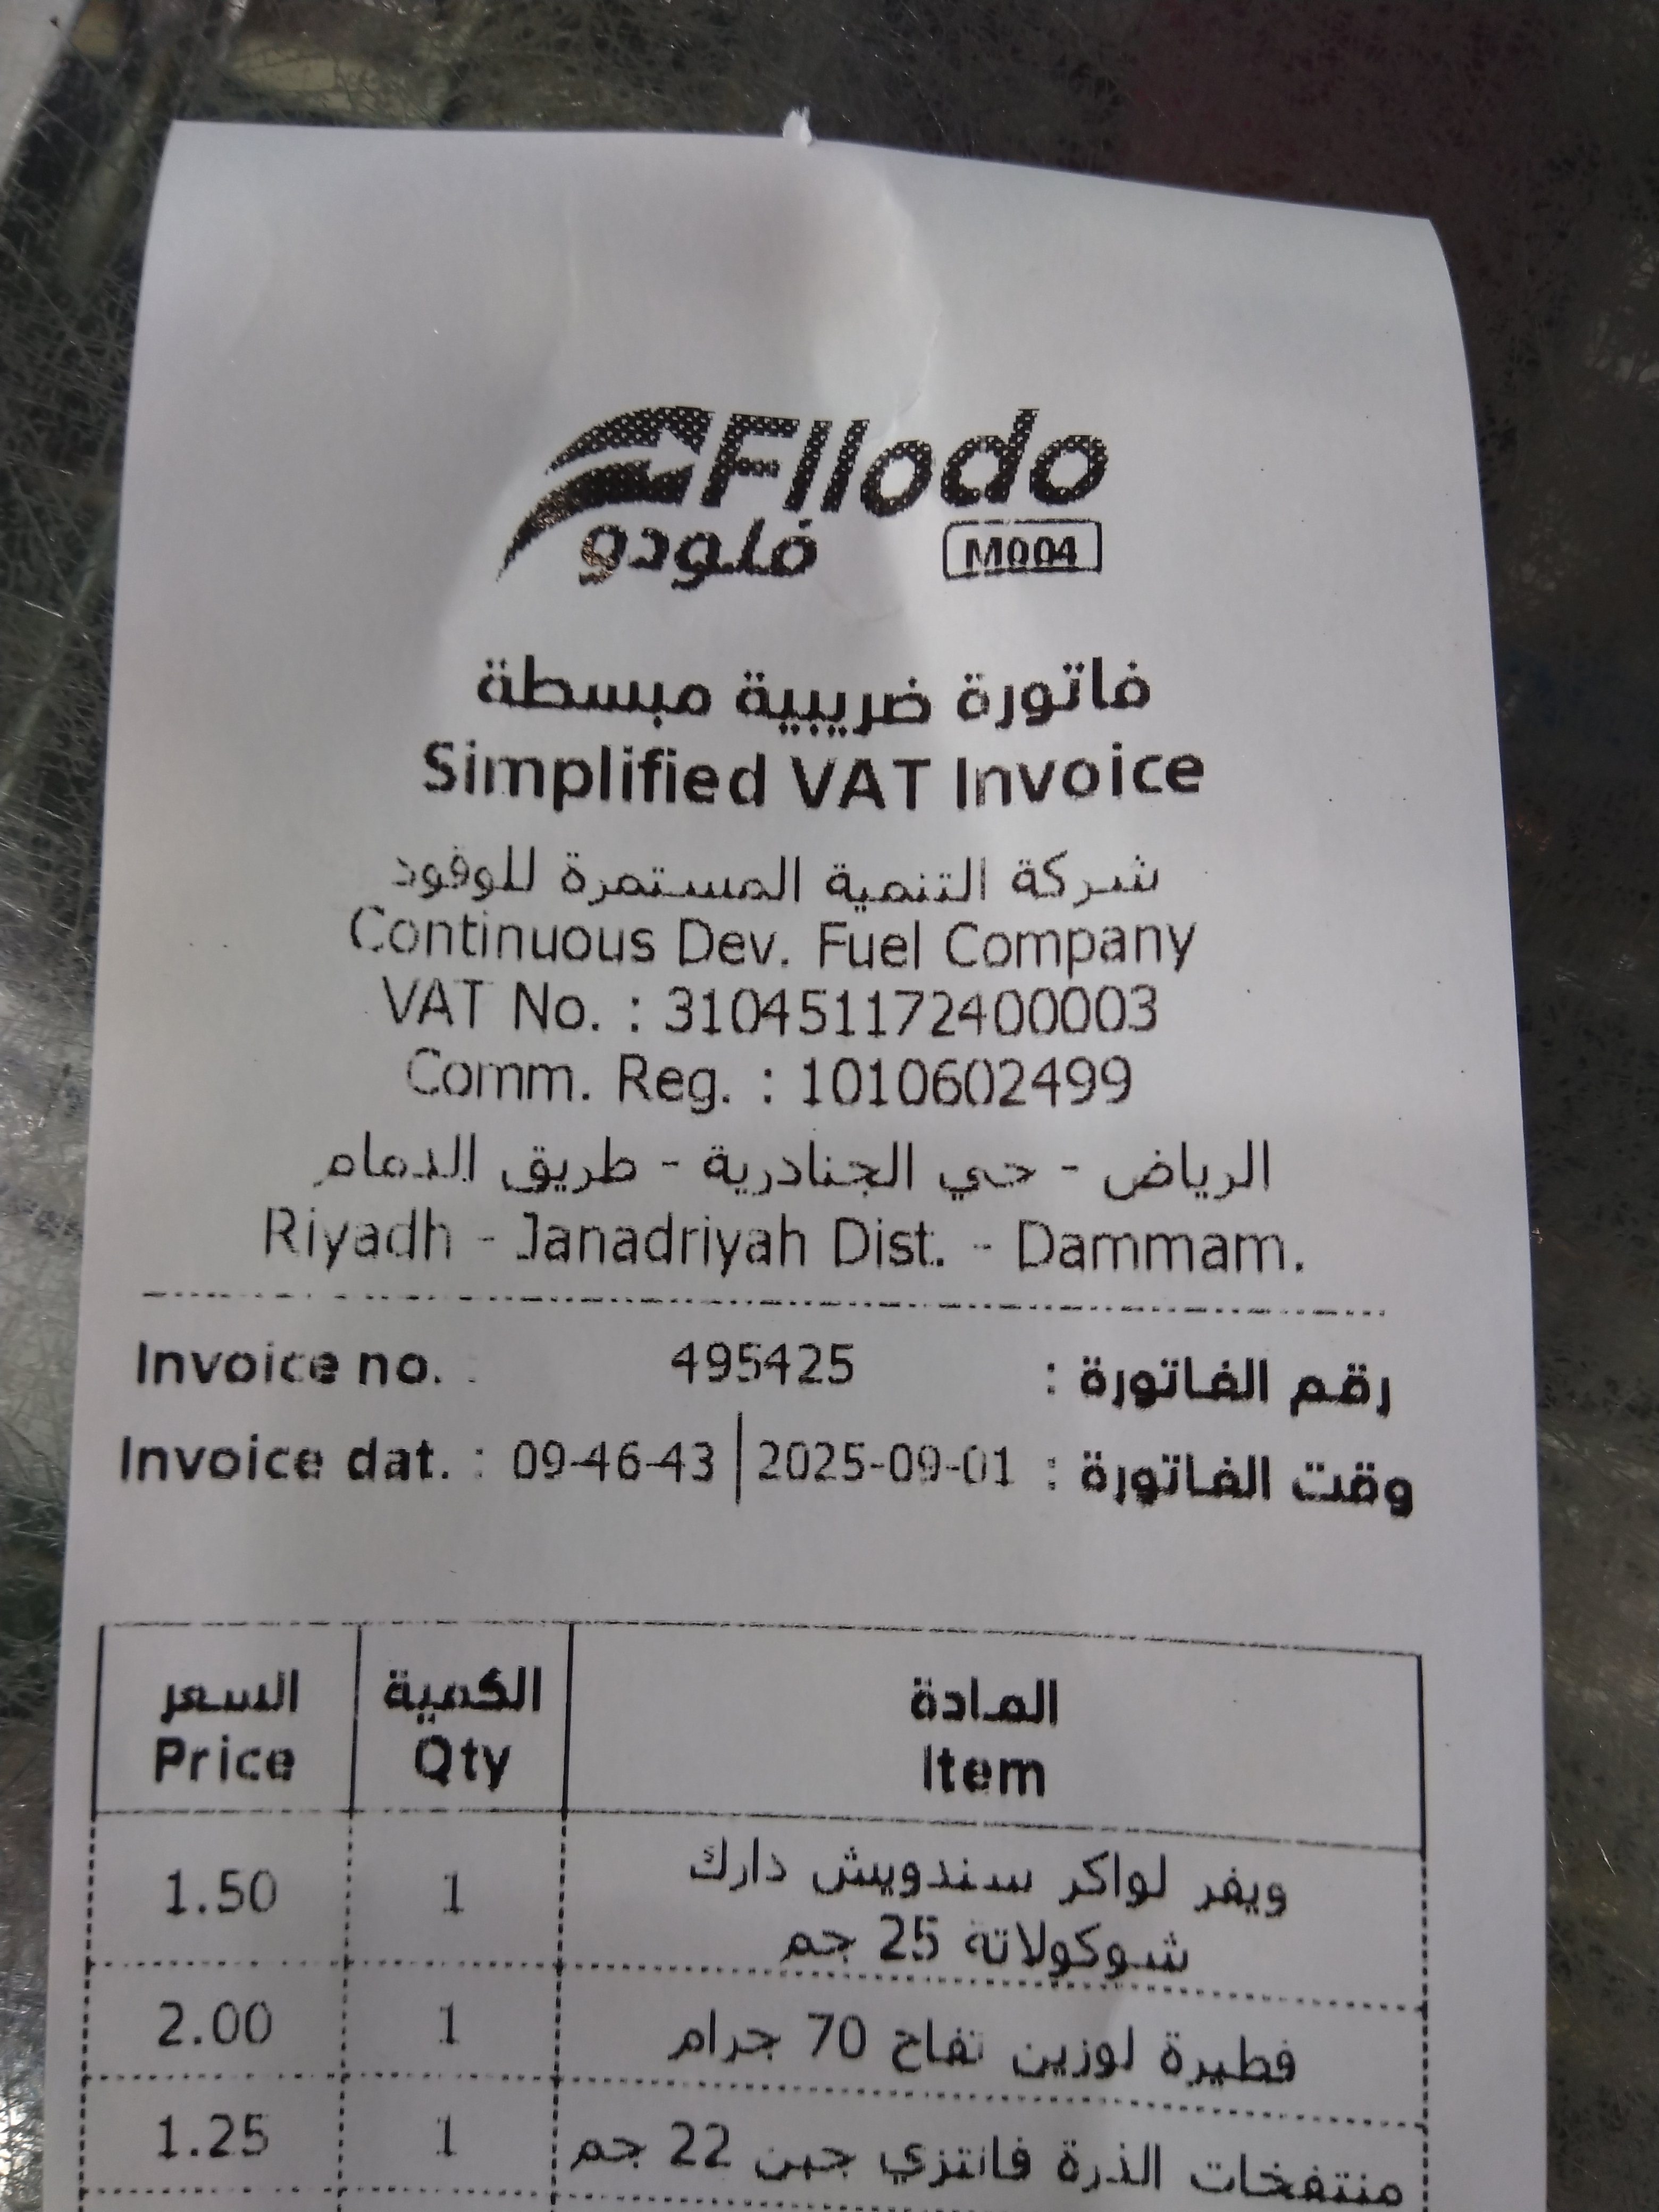 Fllodo
فلودو
M004
فاتورة ضريبية مبسطة
Simplified VAT Invoice
شركة التنمية المستمرة للوقود
Continuous Dev. Fuel Company
VAT No. : 310451172400003
Comm. Reg. : 1010602499
الرياض - حي الجنادرية - طريق الدمام
Riyadh - Janadriyah Dist. - Dammam.
Invoice no. : 495425 رقم الفاتورة :
Invoice dat. : 09-46-43 | 2025-09-01 وقت الفاتورة :
السعر الكمية المادة
Price Qty Item
1.50 1 ويفر لواكر سندويش دارك
شوكولاتة 25 جم
2.00 1 فطيرة لوزين تفاح 70 جرام
1.25 1 منتفخات الذرة فانتزي جبن 22 جم